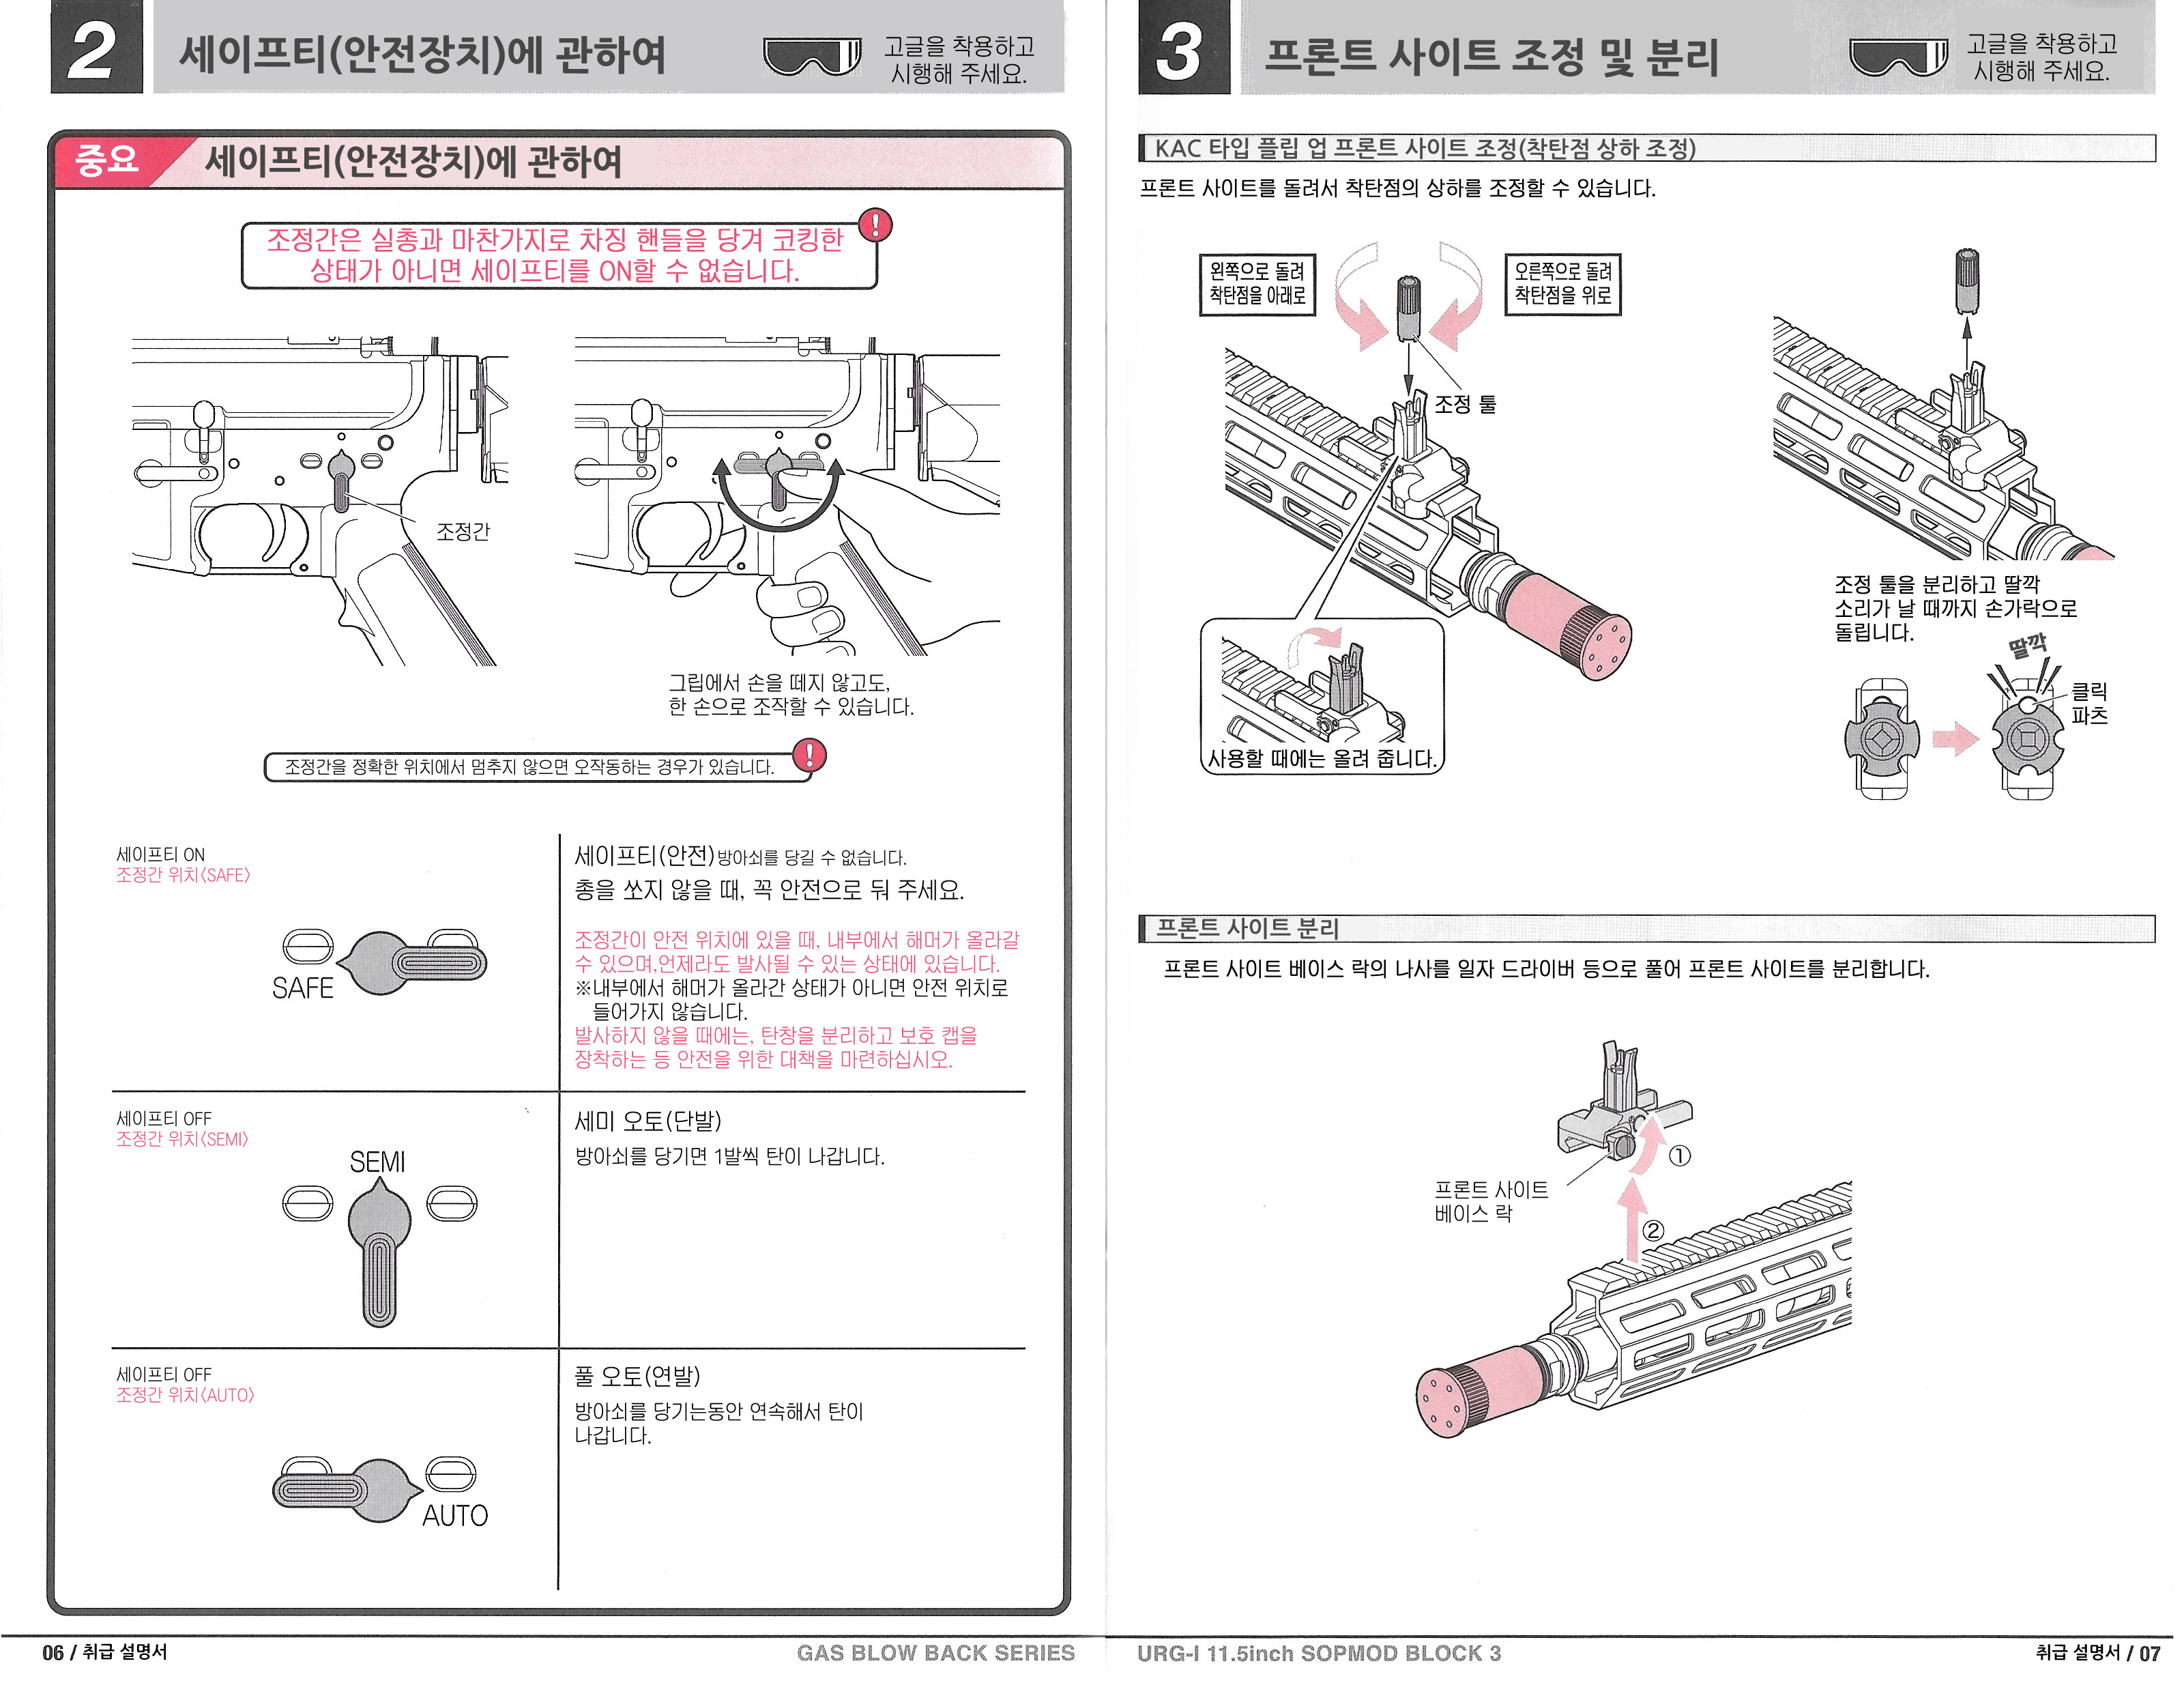 2
세이프티(안전장치)에 관하여
고글을 착용하고
시행해 주세요.
중요
세이프티(안전장치)에 관하여
조정간은 실총과 마찬가지로 차징 핸들을 당겨 코킹한
상태가 아니면 세이프티를 ON할 수 없습니다.
조정간
그립에서 손을 떼지 않고도,
한 손으로 조작할 수 있습니다.
조정간을 정확한 위치에서 멈추지 않으면 오작동하는 경우가 있습니다.
세이프티 ON
조정간 위치〈SAFE〉
SAFE
세이프티(안전)방아쇠를 당길 수 없습니다.
총을 쏘지 않을 때, 꼭 안전으로 둬 주세요.
조정간이 안전 위치에 있을 때, 내부에서 해머가 올라갈
수 있으며,언제라도 발사될 수 있는 상태에 있습니다.
※내부에서 해머가 올라간 상태가 아니면 안전 위치로
들어가지 않습니다.
발사하지 않을 때에는, 탄창을 분리하고 보호 캡을
장착하는 등 안전을 위한 대책을 마련하십시오.
세이프티 OFF
조정간 위치〈SEMI〉
SEMI
세미 오토(단발)
방아쇠를 당기면 1발씩 탄이 나갑니다.
세이프티 OFF
조정간 위치〈AUTO〉
AUTO
풀 오토(연발)
방아쇠를 당기는동안 연속해서 탄이
나갑니다.
06 / 취급 설명서
GAS BLOW BACK SERIES
3
프론트 사이트 조정 및 분리
고글을 착용하고
시행해 주세요.
KAC 타입 플립 업 프론트 사이트 조정(착탄점 상하 조정)
프론트 사이트를 돌려서 착탄점의 상하를 조정할 수 있습니다.
왼쪽으로 돌려
착탄점을 아래로
오른쪽으로 돌려
착탄점을 위로
조정 툴
사용할 때에는 올려 줍니다.
조정 툴을 분리하고 딸깍
소리가 날 때까지 손가락으로
돌립니다.
딸깍
클릭
파츠
프론트 사이트 분리
프론트 사이트 베이스 락의 나사를 일자 드라이버 등으로 풀어 프론트 사이트를 분리합니다.
①
프론트 사이트
베이스 락
②
URG-I 11.5inch SOPMOD BLOCK 3
취급 설명서 / 07